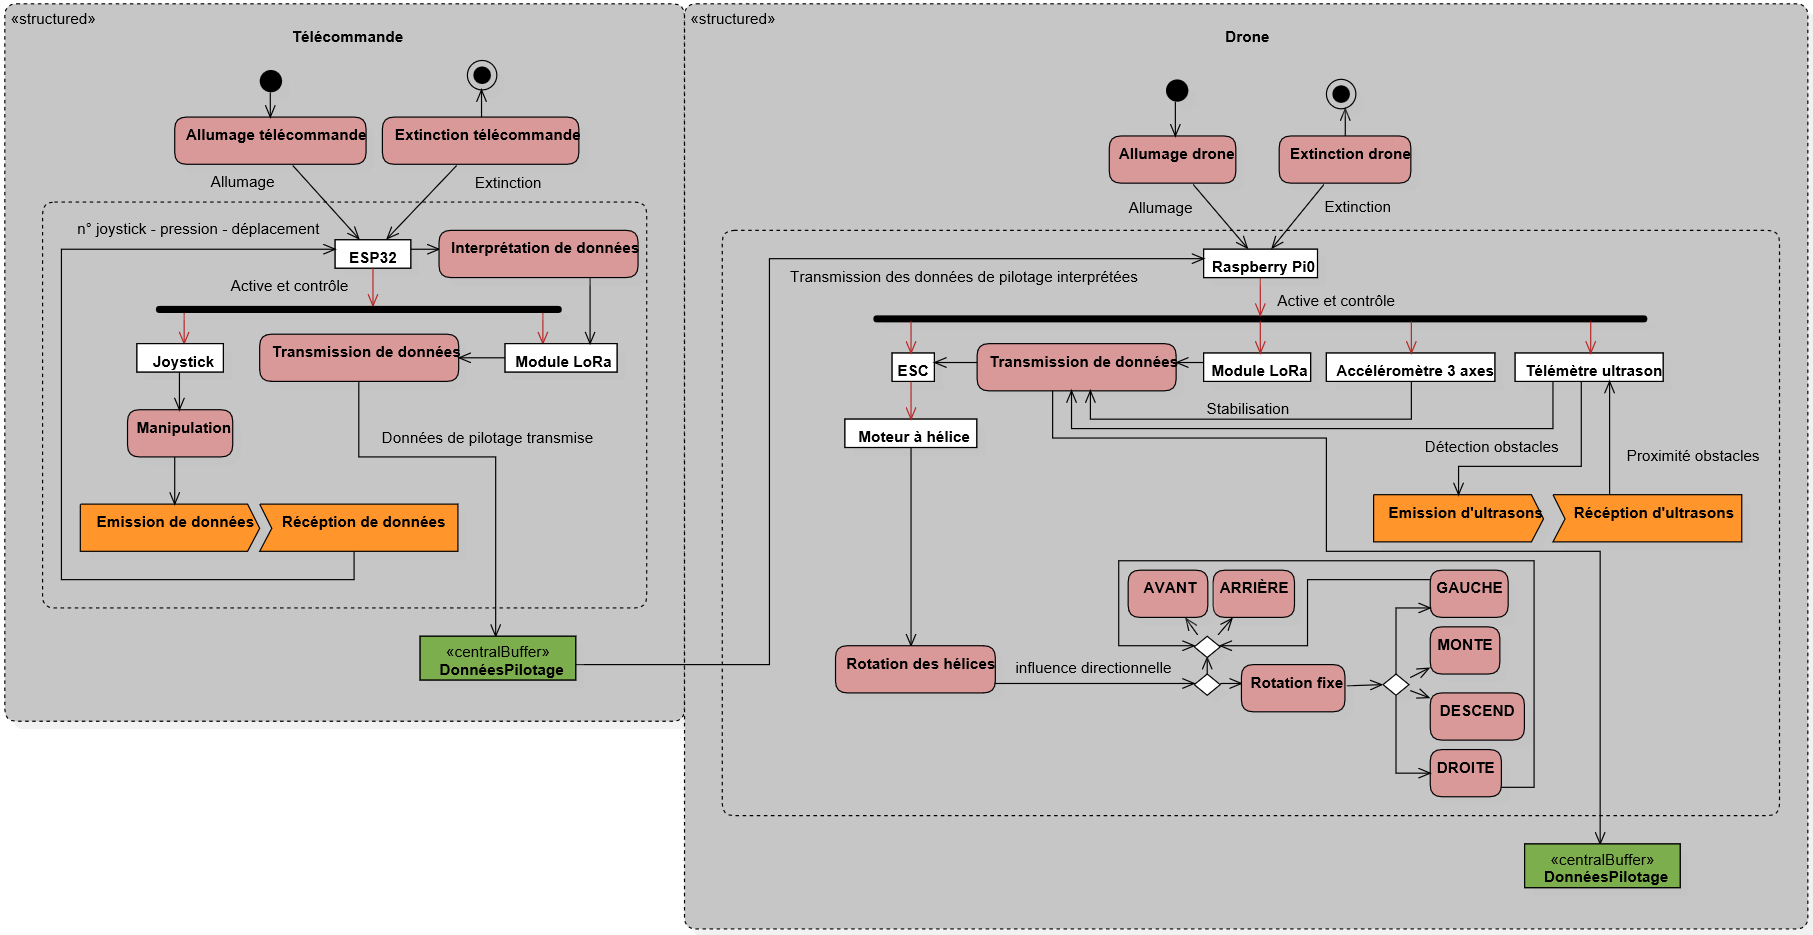 «structured»
Télécommande
Allumage télécommande
Extinction télécommande
Allumage
Extinction
n° joystick - pression - déplacement
ESP32
Interprétation de données
Active et contrôle
Joystick
Transmission de données
Module LoRa
Manipulation
Données de pilotage transmise
Emission de données
Récéption de données
«centralBuffer»
DonnéesPilotage
«structured»
Drone
Allumage drone
Extinction drone
Allumage
Extinction
Transmission des données de pilotage interprétées
Raspberry Pi0
Active et contrôle
ESC
Transmission de données
Module LoRa
Accéléromètre 3 axes
Télémètre ultrason
Stabilisation
Moteur à hélice
Détection obstacles
Proximité obstacles
Emission d'ultrasons
Récéption d'ultrasons
AVANT
ARRIÈRE
GAUCHE
MONTE
Rotation des hélices
influence directionnelle
Rotation fixe
DESCEND
DROITE
«centralBuffer»
DonnéesPilotage